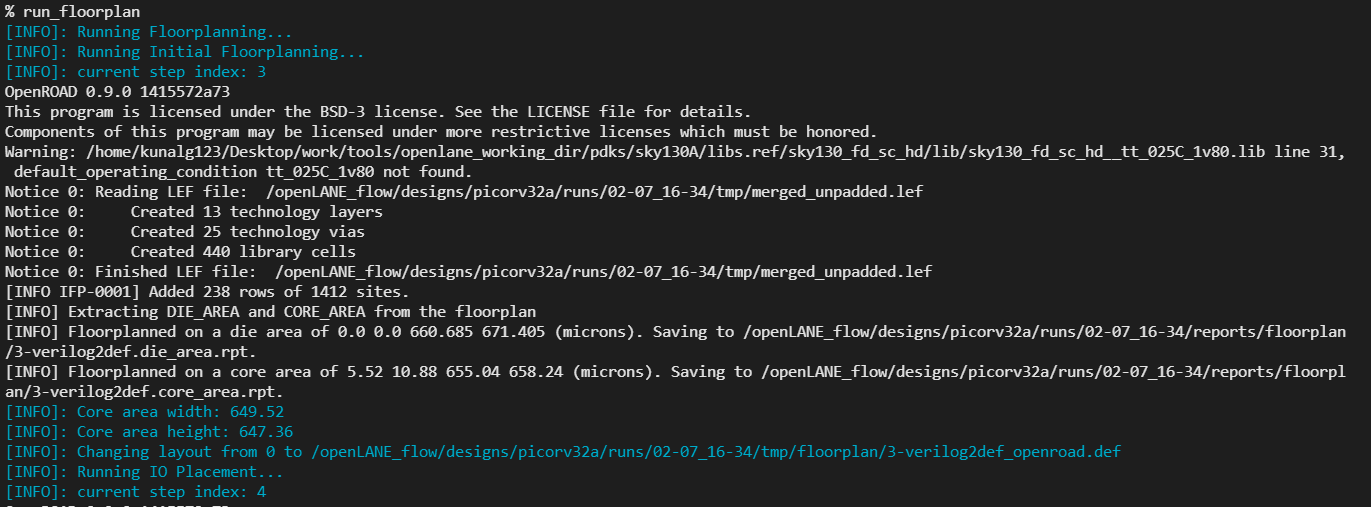 % run_floorplan
[INFO]: Running Floorplanning...
[INFO]: Running Initial Floorplanning...
[INFO]: current step index: 3
OpenROAD 0.9.0 1415572a73
This program is licensed under the BSD-3 license. See the LICENSE file for details.
Components of this program may be licensed under more restrictive licenses which must be honored.
Warning: /home/kunalg123/Desktop/work/tools/openlane_working_dir/pdks/sky130A/libs.ref/sky130_fd_sc_hd/lib/sky130_fd_sc_hd__tt_025C_1v80.lib line 31,
 default_operating_condition tt_025C_1v80 not found.
Notice 0: Reading LEF file:  /openLANE_flow/designs/picorv32a/runs/02-07_16-34/tmp/merged_unpadded.lef
Notice 0:     Created 13 technology layers
Notice 0:     Created 25 technology vias
Notice 0:     Created 440 library cells
Notice 0: Finished LEF file:  /openLANE_flow/designs/picorv32a/runs/02-07_16-34/tmp/merged_unpadded.lef
[INFO IFP-0001] Added 238 rows of 1412 sites.
[INFO] Extracting DIE_AREA and CORE_AREA from the floorplan
[INFO] Floorplanned on a die area of 0.0 0.0 660.685 671.405 (microns). Saving to /openLANE_flow/designs/picorv32a/runs/02-07_16-34/reports/floorplan
/3-verilog2def.die_area.rpt.
[INFO] Floorplanned on a core area of 5.52 10.88 655.04 658.24 (microns). Saving to /openLANE_flow/designs/picorv32a/runs/02-07_16-34/reports/floorpl
an/3-verilog2def.core_area.rpt.
[INFO]: Core area width: 649.52
[INFO]: Core area height: 647.36
[INFO]: Changing layout from 0 to /openLANE_flow/designs/picorv32a/runs/02-07_16-34/tmp/floorplan/3-verilog2def_openroad.def
[INFO]: Running IO Placement...
[INFO]: current step index: 4